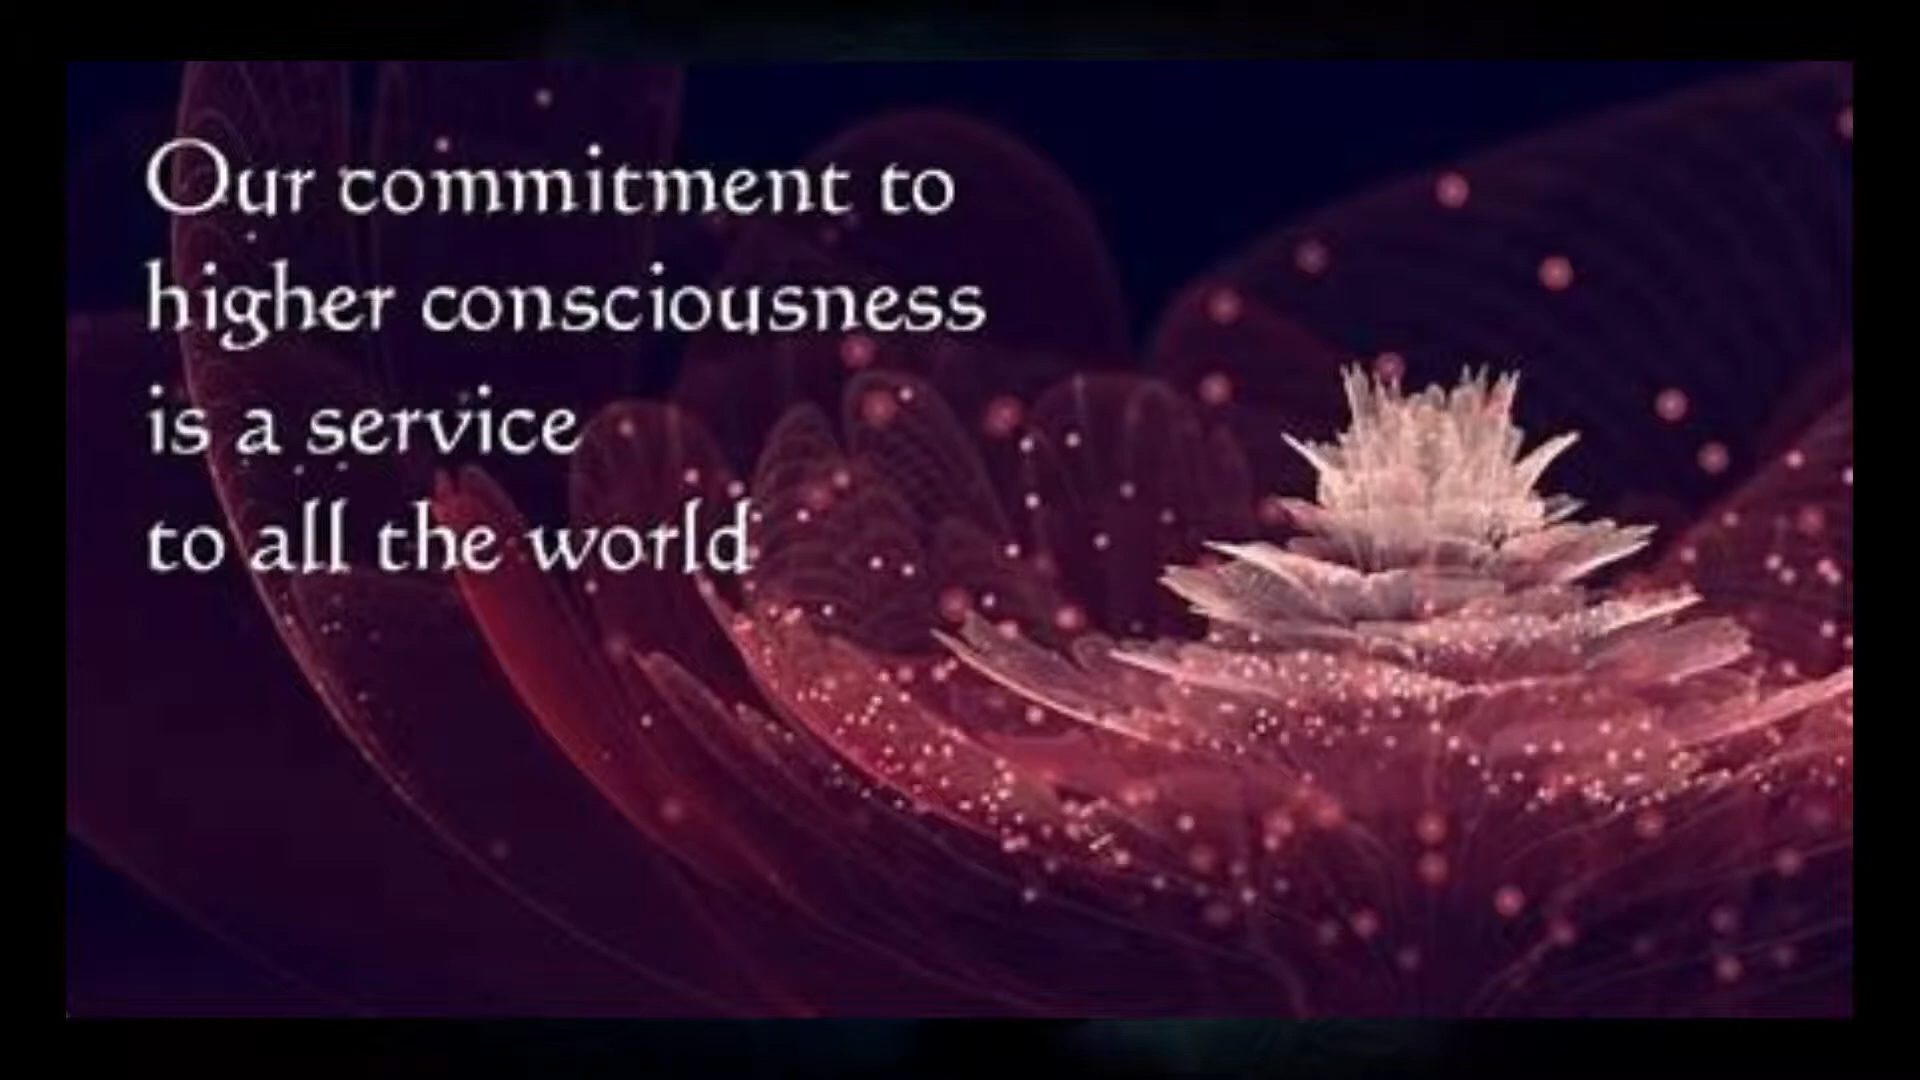 Our commitment to
higher consciousness
is a service
to all the world